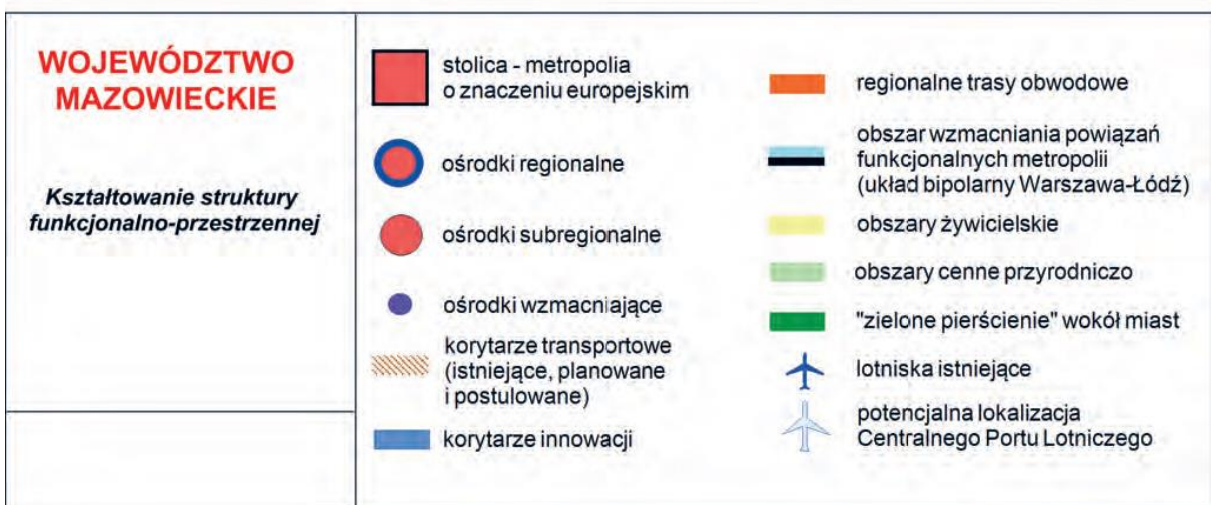 WOJEWÓDZTWO
MAZOWIECKIE
Kształtowanie struktury
funkcjonalno-przestrzennej
stolica - metropolia
o znaczeniu europejskim
ośrodki regionalne
ośrodki subregionalne
ośrodki wzmacniające
korytarze transportowe
(istniejące, planowane
i postulowane)
korytarze innowacji
regionalne trasy obwodowe
obszar wzmacniania powiązań
funkcjonalnych metropolii
(układ bipolarny Warszawa-Łódź)
obszary żywicielskie
obszary cenne przyrodniczo
"zielone pierścienie" wokół miast
lotniska istniejące
potencjalna lokalizacja
Centralnego Portu Lotniczego